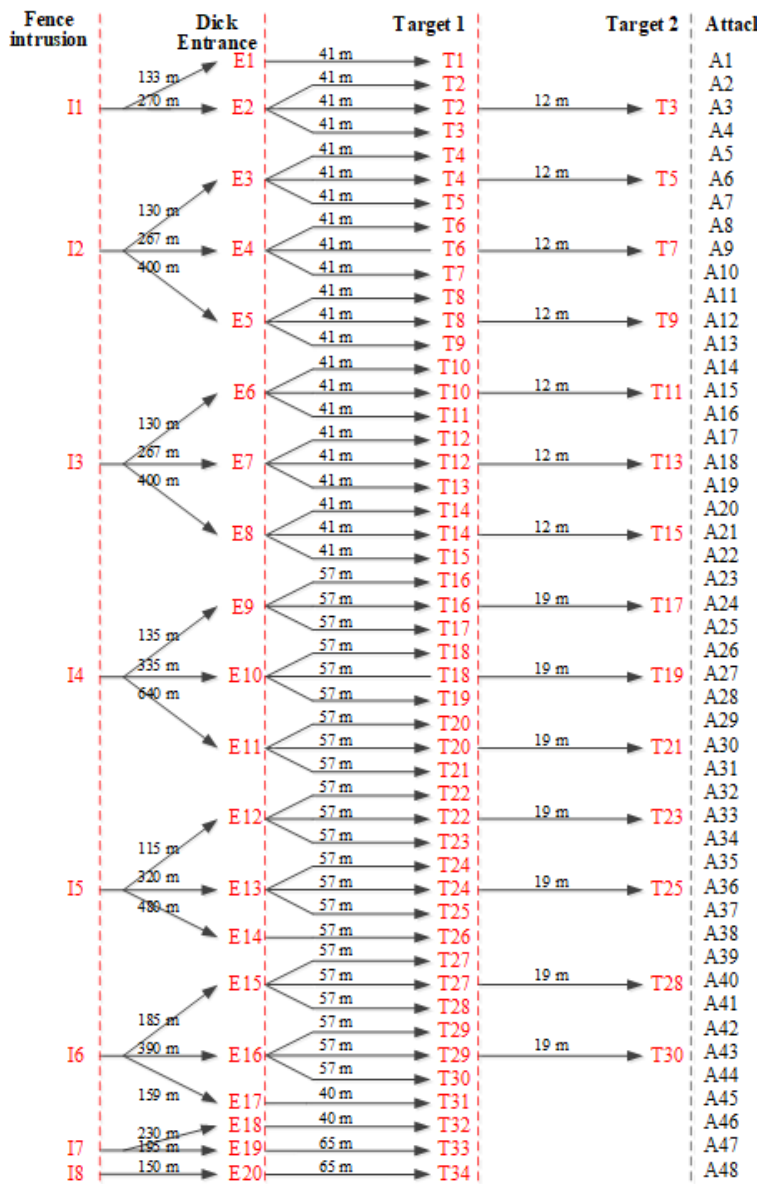 Fence intrusion Dick Entrance Target 1 Target 2 Attack
E1 41 m T1 A1
133 m 41 m T2 A2
I1 270 m E2 41 m T2 12 m T3 A3
41 m T3 A4
41 m T4 A5
E3 41 m T4 12 m T5 A6
130 m 41 m T5 A7
41 m T6 A8
I2 267 m E4 41 m T6 12 m T7 A9
400 m 41 m T7 A10
41 m T8 A11
E5 41 m T8 12 m T9 A12
41 m T9 A13
41 m T10 A14
E6 41 m T10 12 m T11 A15
130 m 41 m T11 A16
41 m T12 A17
I3 267 m E7 41 m T12 12 m T13 A18
400 m 41 m T13 A19
41 m T14 A20
E8 41 m T14 12 m T15 A21
41 m T15 A22
57 m T16 A23
E9 57 m T16 19 m T17 A24
135 m 57 m T17 A25
57 m T18 A26
I4 335 m E10 57 m T18 19 m T19 A27
640 m 57 m T19 A28
57 m T20 A29
E11 57 m T20 19 m T21 A30
57 m T21 A31
57 m T22 A32
E12 57 m T22 19 m T23 A33
115 m 57 m T23 A34
57 m T24 A35
I5 320 m E13 57 m T24 19 m T25 A36
480 m 57 m T25 A37
E14 57 m T26 A38
57 m T27 A39
E15 57 m T27 19 m T28 A40
185 m 57 m T28 A41
57 m T29 A42
I6 390 m E16 57 m T29 19 m T30 A43
57 m T30 A44
159 m E17 40 m T31 A45
230 m E18 40 m T32 A46
I7 195 m E19 65 m T33 A47
I8 150 m E20 65 m T34 A48